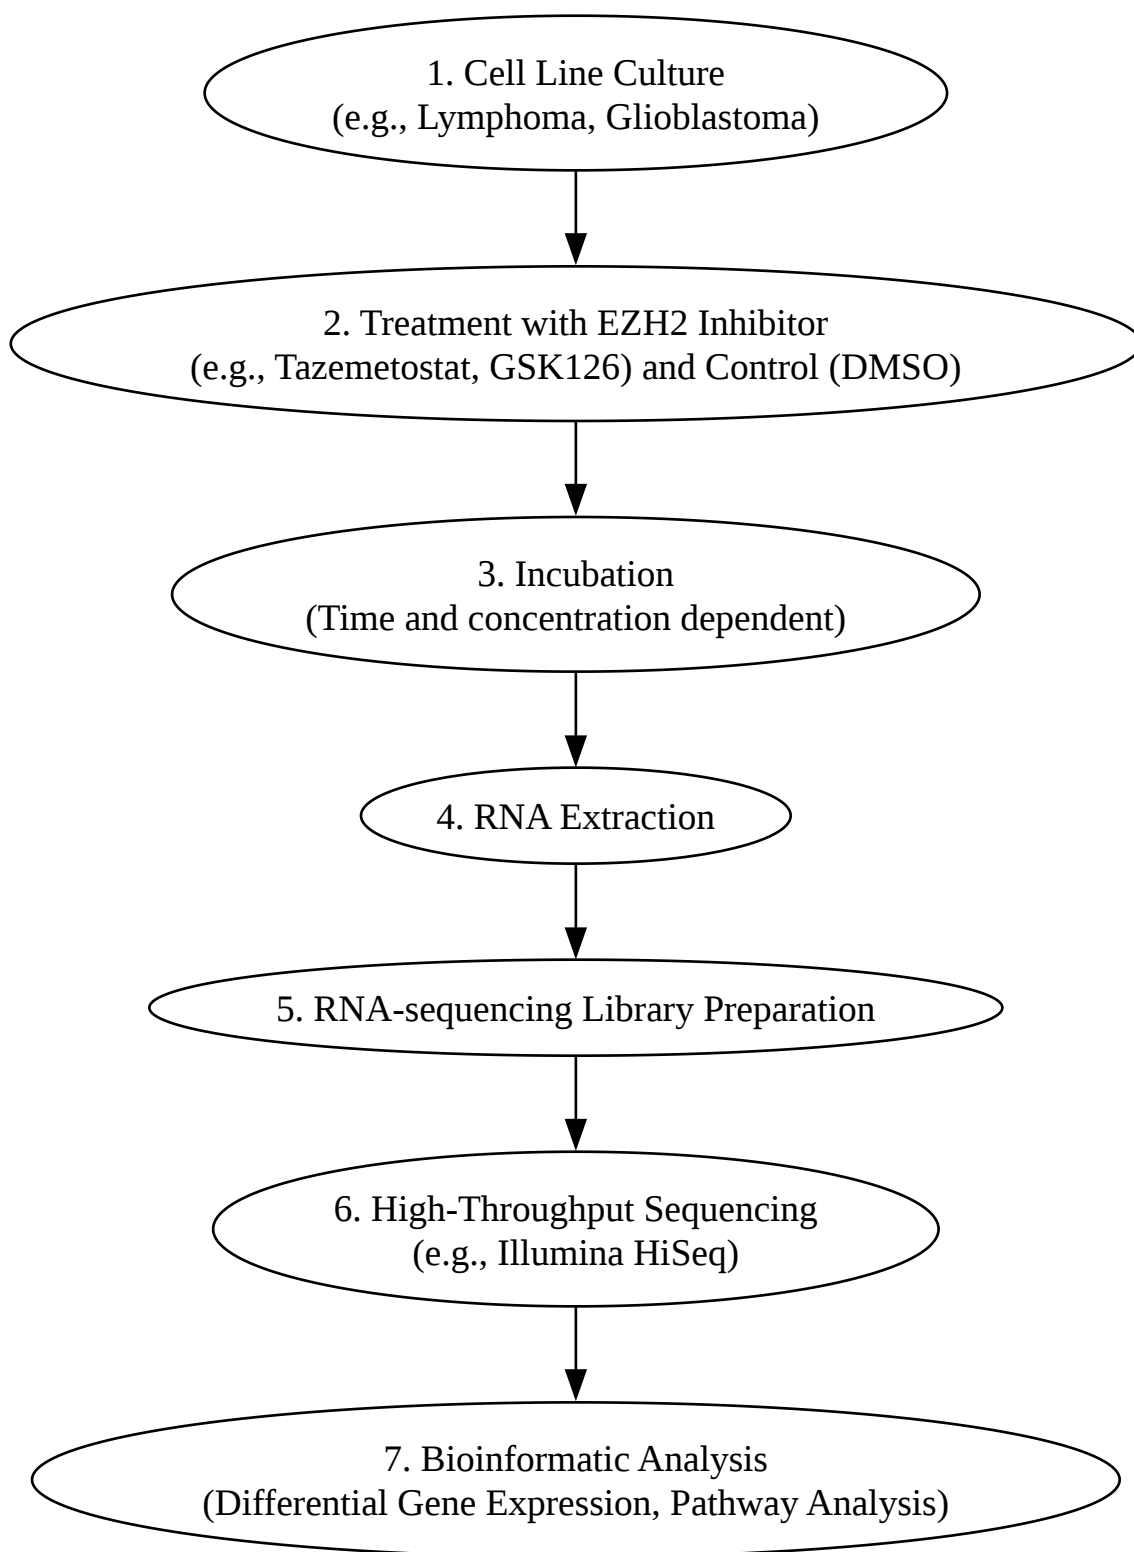 1. Cell Line Culture
(e.g., Lymphoma, Glioblastoma)
2. Treatment with EZH2 Inhibitor
(e.g., Tazemetostat, GSK126) and Control (DMSO)
3. Incubation
(Time and concentration dependent)
4. RNA Extraction
5. RNA-sequencing Library Preparation
6. High-Throughput Sequencing
(e.g., Illumina HiSeq)
7. Bioinformatic Analysis
(Differential Gene Expression, Pathway Analysis)